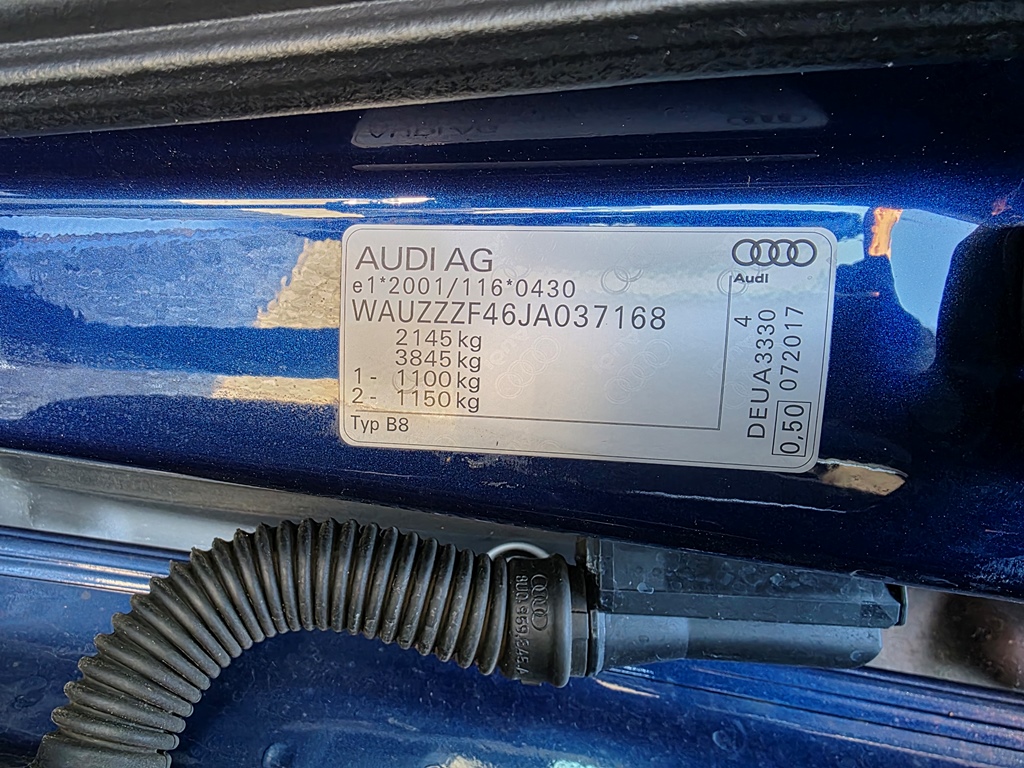 AUDI AG
e1*2001/116*0430
WAUZZZF46JA037168
2145 kg
3845 kg
1- 1100 kg
2- 1150 kg
Typ B8
Audi
4
DEUA3330
0,50 072017